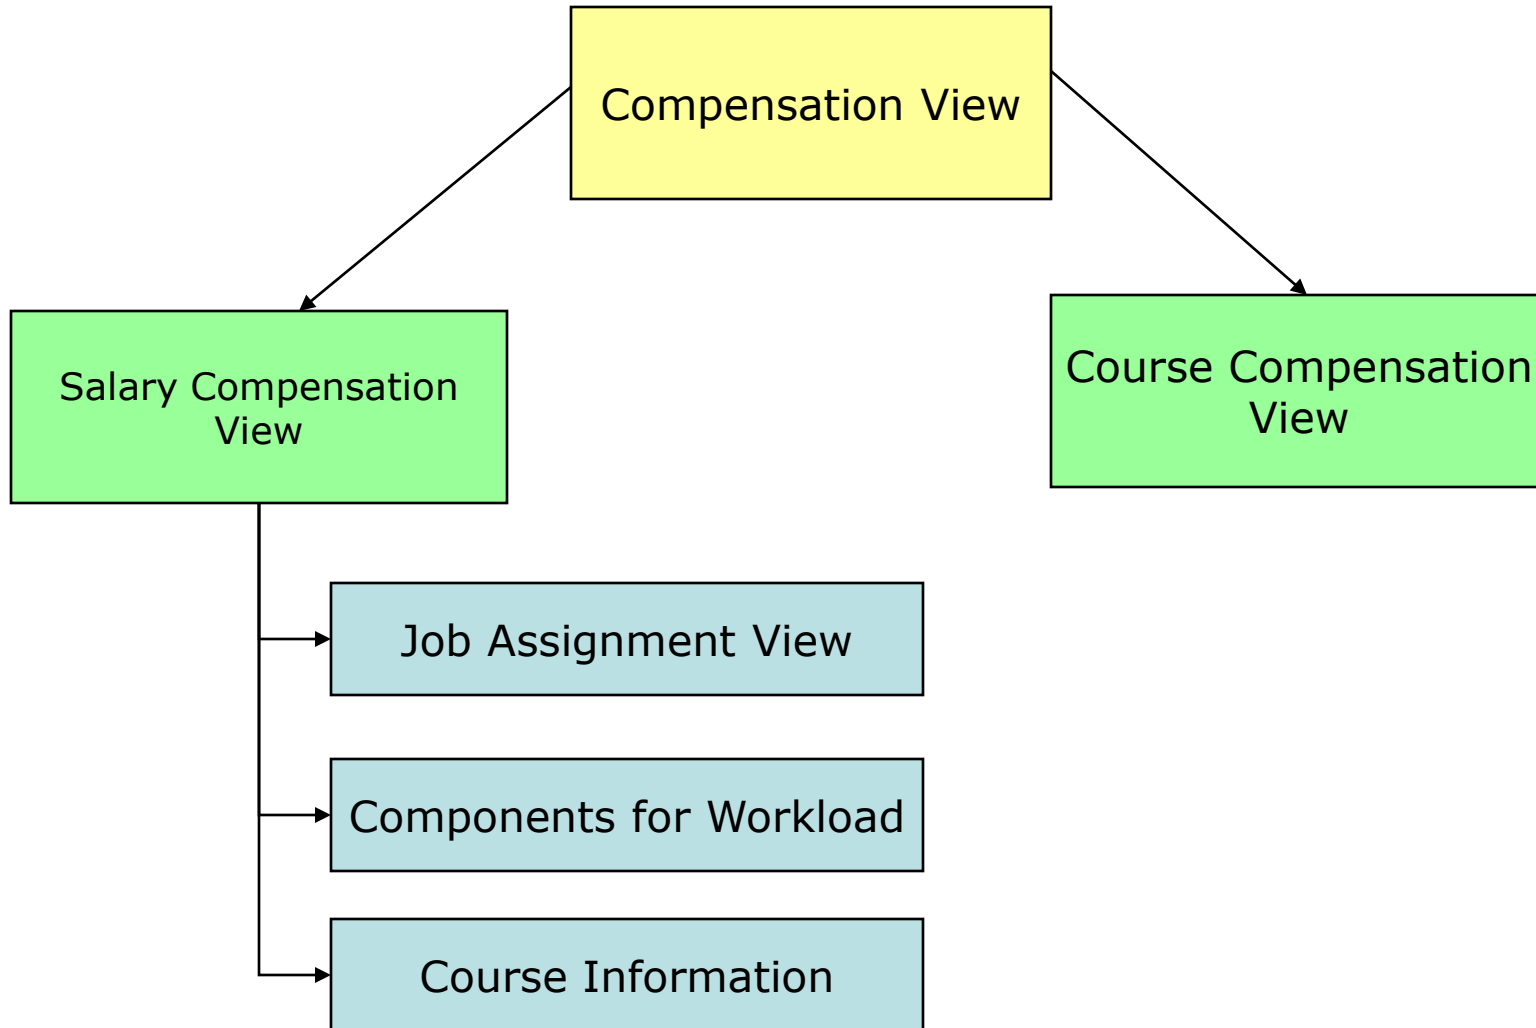 Compensation View
Salary Compensation
View
Course Compensation
View
Job Assignment View
Components for Workload
Course Information